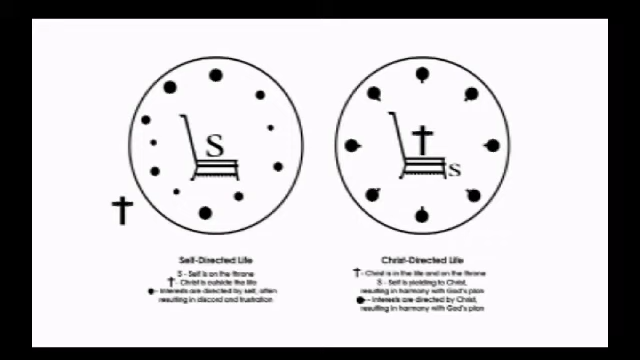 S
S
Self-Directed Life
S - Self is on the throne
- Christ is outside the life
- Interests are directed by self, often
resulting in discord and frustration
Christ-Directed Life
- Christ is in the life and on the throne
S - Self is yielding to Christ,
resulting in harmony with God's plan
- Interests are directed by Christ,
resulting in harmony with God's plan